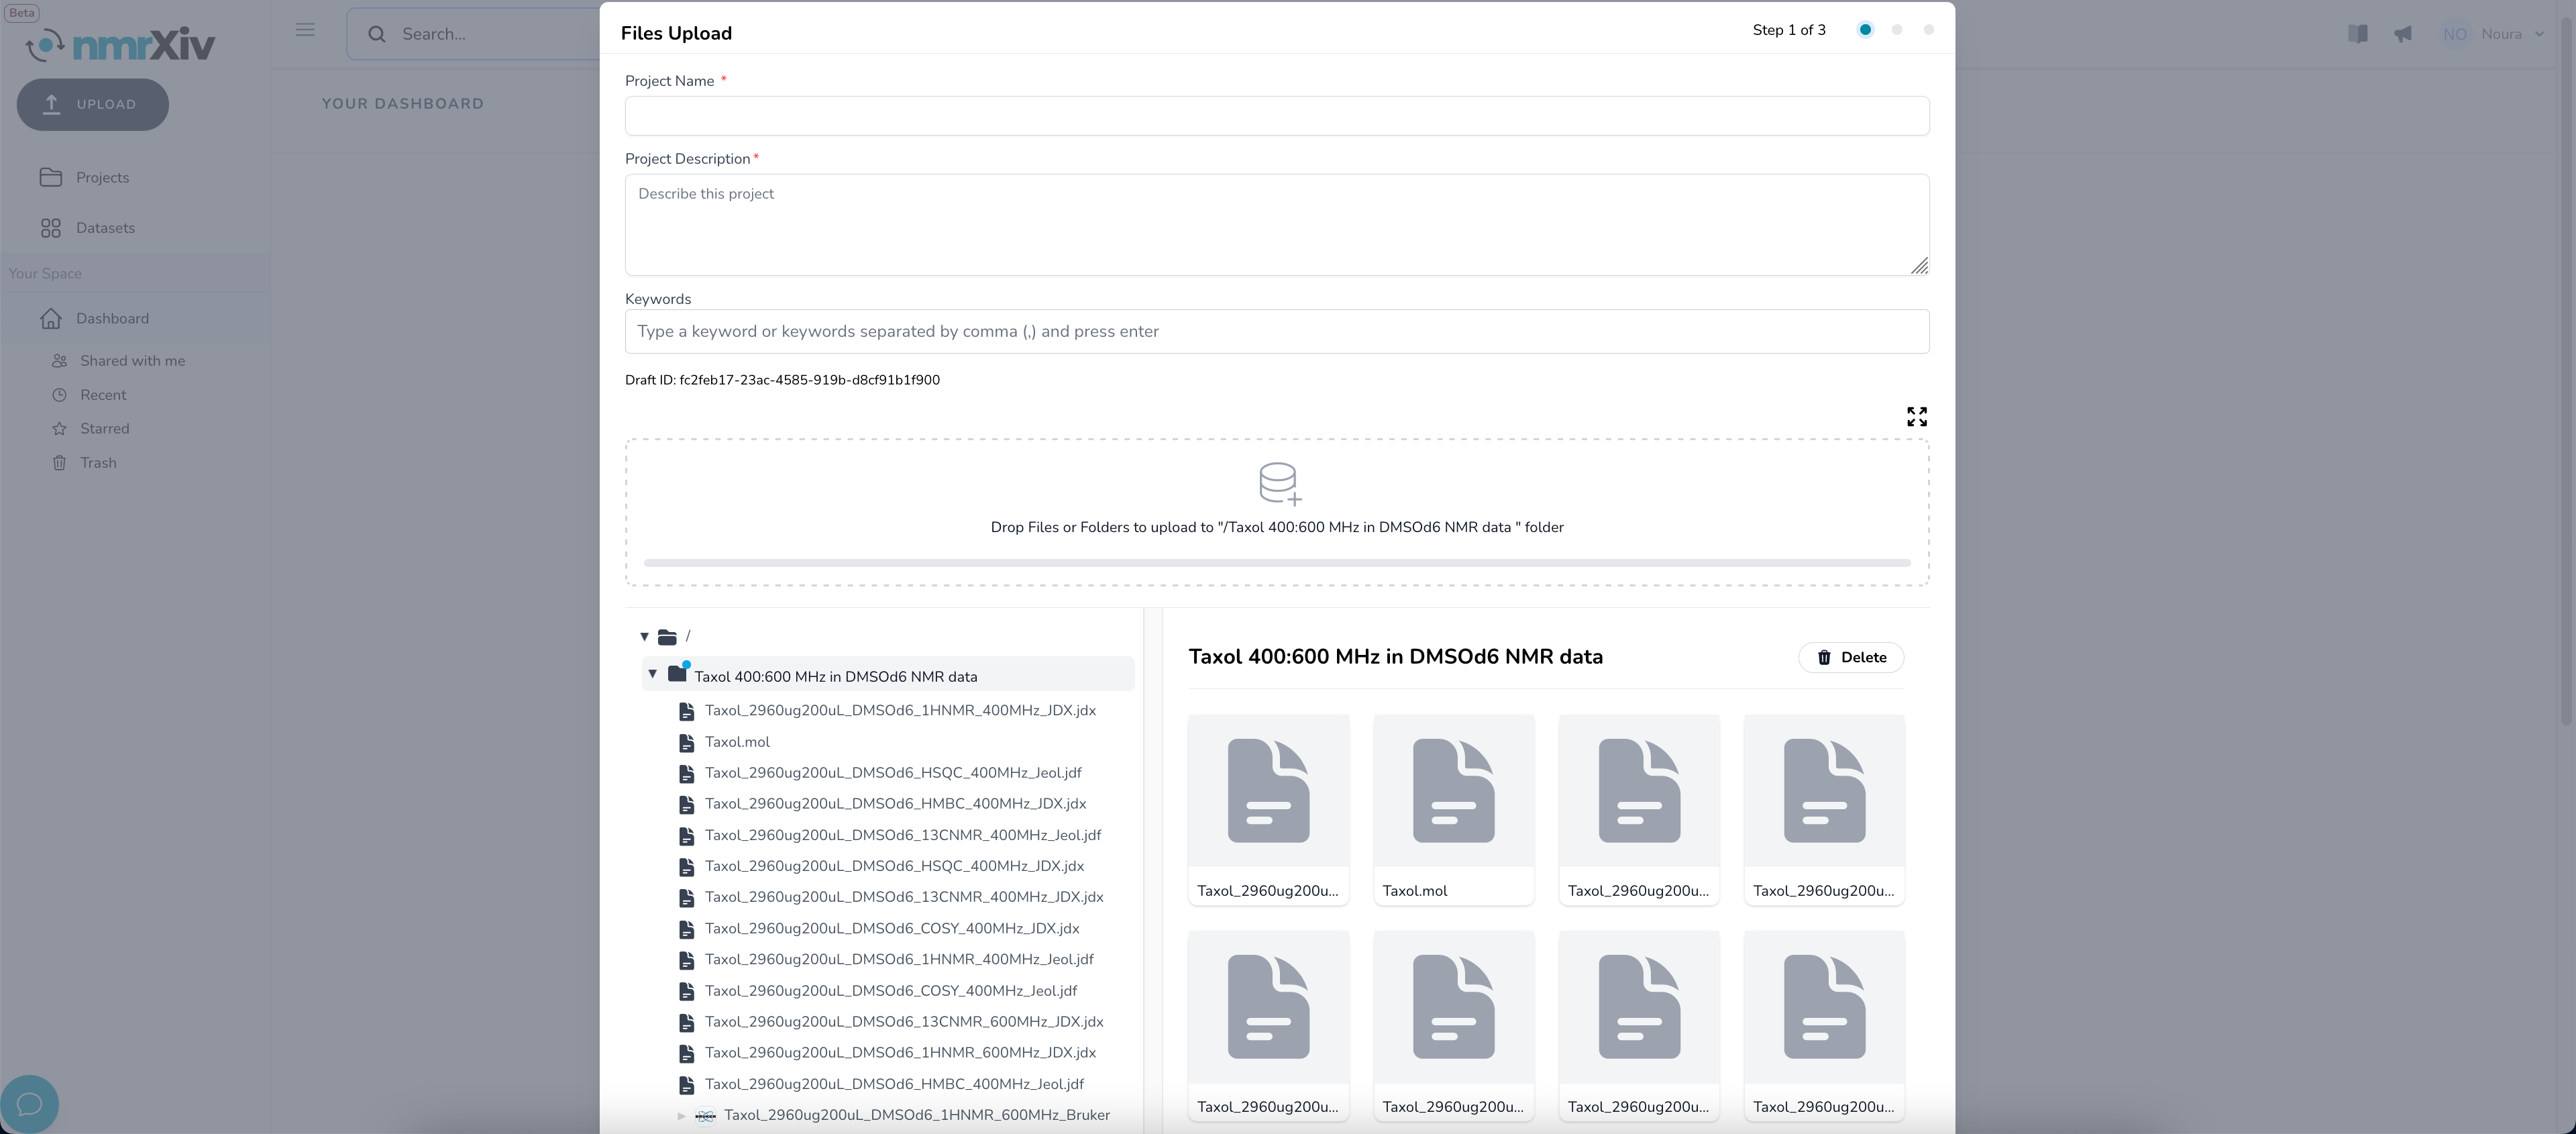 Beta
nmrXiv
UPLOAD
Projects
Datasets
Your Space
Dashboard
Shared with me
Recent
Starred
Trash
Search...
YOUR DASHBOARD
NO Noura
Files Upload
Step 1 of 3
Project Name *
Project Description *
Describe this project
Keywords
Type a keyword or keywords separated by comma (,) and press enter
Draft ID: fc2feb17-23ac-4585-919b-d8cf91b1f900
Drop Files or Folders to upload to "/Taxol 400:600 MHz in DMSOd6 NMR data " folder
/
Taxol 400:600 MHz in DMSOd6 NMR data
Taxol_2960ug200uL_DMSOd6_1HNMR_400MHz_JDX.jdx
Taxol.mol
Taxol_2960ug200uL_DMSOd6_HSQC_400MHz_Jeol.jdf
Taxol_2960ug200uL_DMSOd6_HMBC_400MHz_JDX.jdx
Taxol_2960ug200uL_DMSOd6_13CNMR_400MHz_Jeol.jdf
Taxol_2960ug200uL_DMSOd6_HSQC_400MHz_JDX.jdx
Taxol_2960ug200uL_DMSOd6_13CNMR_400MHz_JDX.jdx
Taxol_2960ug200uL_DMSOd6_COSY_400MHz_JDX.jdx
Taxol_2960ug200uL_DMSOd6_1HNMR_400MHz_Jeol.jdf
Taxol_2960ug200uL_DMSOd6_COSY_400MHz_Jeol.jdf
Taxol_2960ug200uL_DMSOd6_13CNMR_600MHz_JDX.jdx
Taxol_2960ug200uL_DMSOd6_1HNMR_600MHz_JDX.jdx
Taxol_2960ug200uL_DMSOd6_HMBC_400MHz_Jeol.jdf
Taxol_2960ug200uL_DMSOd6_1HNMR_600MHz_Bruker
Taxol 400:600 MHz in DMSOd6 NMR data
Delete
Taxol_2960ug200u... Taxol.mol Taxol_2960ug200u... Taxol_2960ug200u...
Taxol_2960ug200u... Taxol_2960ug200u... Taxol_2960ug200u... Taxol_2960ug200u...